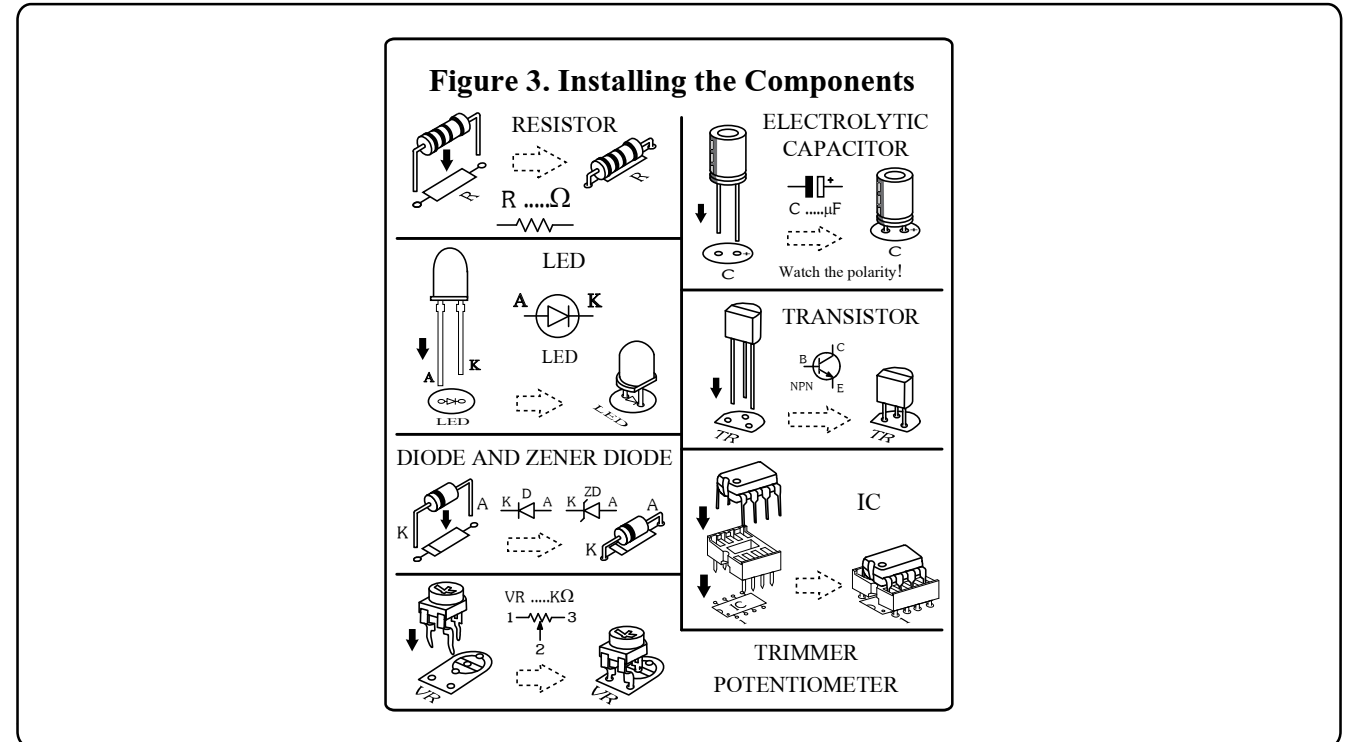 Figure 3. Installing the Components
RESISTOR
R
R .....Ω
R
ELECTROLYTIC
CAPACITOR
+
C .....µF
+
C
+
C
Watch the polarity!
LED
A K
LED
A
K
LED
LED
TRANSISTOR
C
B
NPN
E
TR
TR
DIODE AND ZENER DIODE
K
A
K D A
K ZD A
A
K
IC
IC
I
VR .....KΩ
1 3
2
VR
VR
TRIMMER
POTENTIOMETER